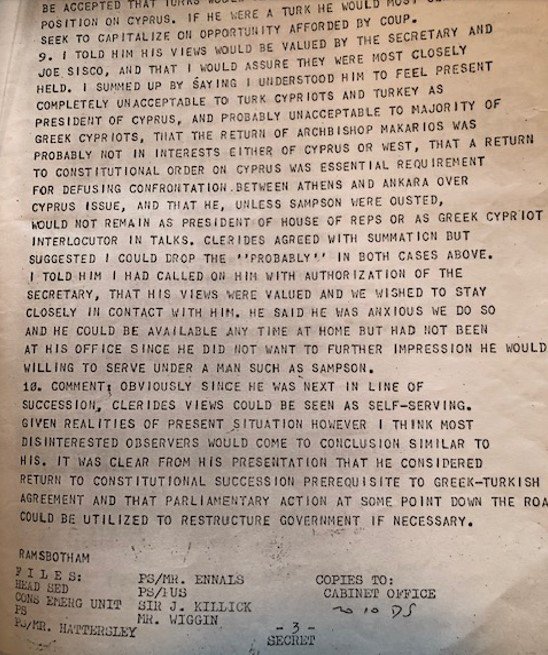 BE ACCEPTED THAT TURKS WOULD
POSITION ON CYPRUS. IF HE WERE A TURK HE WOULD MOST
SEEK TO CAPITALIZE ON OPPORTUNITY AFFORDED BY COUP.
9. I TOLD HIM HIS VIEWS WOULD BE VALUED BY THE SECRETARY AND
JOE SISCO, AND THAT I WOULD ASSURE THEY WERE MOST CLOSELY
HELD. I SUMMED UP BY SAYING I UNDERSTOOD HIM TO FEEL PRESENT
COMPLETELY UNACCEPTABLE TO TURK CYPRIOTS AND TURKEY AS
PRESIDENT OF CYPRUS, AND PROBABLY UNACCEPTABLE TO MAJORITY OF
GREEK CYPRIOTS, THAT THE RETURN OF ARCHBISHOP MAKARIOS WAS
PROBABLY NOT IN INTERESTS EITHER OF CYPRUS OR WEST, THAT A RETURN
TO CONSTITUTIONAL ORDER ON CYPRUS WAS ESSENTIAL REQUIREMENT
FOR DEFUSING CONFRONTATION.BETWEEN ATHENS AND ANKARA OVER
CYPRUS ISSUE, AND THAT HE, UNLESS SAMPSON WERE OUSTED,
WOULD NOT REMAIN AS PRESIDENT OF HOUSE OF REPS OR AS GREEK CYPRIOT
INTERLOCUTOR IN TALKS. CLERIDES AGREED WITH SUMMATION BUT
SUGGESTED I COULD DROP THE ''PROBABLY'' IN BOTH CASES ABOVE.
I TOLD HIM I HAD CALLED ON HIM WITH AUTHORIZATION OF THE
SECRETARY, THAT HIS VIEWS WERE VALUED AND WE WISHED TO STAY
CLOSELY IN CONTACT WITH HIM. HE SAID HE WAS ANXIOUS WE DO SO
AND HE COULD BE AVAILABLE ANY TIME AT HOME BUT HAD NOT BEEN
AT HIS OFFICE SINCE HE DID NOT WANT TO FURTHER IMPRESSION HE WOULD
WILLING TO SERVE UNDER A MAN SUCH AS SAMPSON.
10. COMMENT: OBVIOUSLY SINCE HE WAS NEXT IN LINE OF
SUCCESSION, CLERIDES VIEWS COULD BE SEEN AS SELF-SERVING.
GIVEN REALITIES OF PRESENT SITUATION HOWEVER I THINK MOST
DISINTERESTED OBSERVERS WOULD COME TO CONCLUSION SIMILAR TO
HIS. IT WAS CLEAR FROM HIS PRESENTATION THAT HE CONSIDERED
RETURN TO CONSTITUTIONAL SUCCESSION PREREQUISITE TO GREEK-TURKISH
AGREEMENT AND THAT PARLIAMENTARY ACTION AT SOME POINT DOWN THE ROA
COULD BE UTILIZED TO RESTRUCTURE GOVERNMENT IF NECESSARY.
RAMSBOTHAM
FILES:
HEAD SED
CONS EMERG UNIT
PS
PS/MR. HATTERSLEY
PS/MR. ENNALS
PS/PUS
SIR J. KILLICK
MR. WIGGIN
COPIES TO:
CABINET OFFICE
- 3 -
SECRET